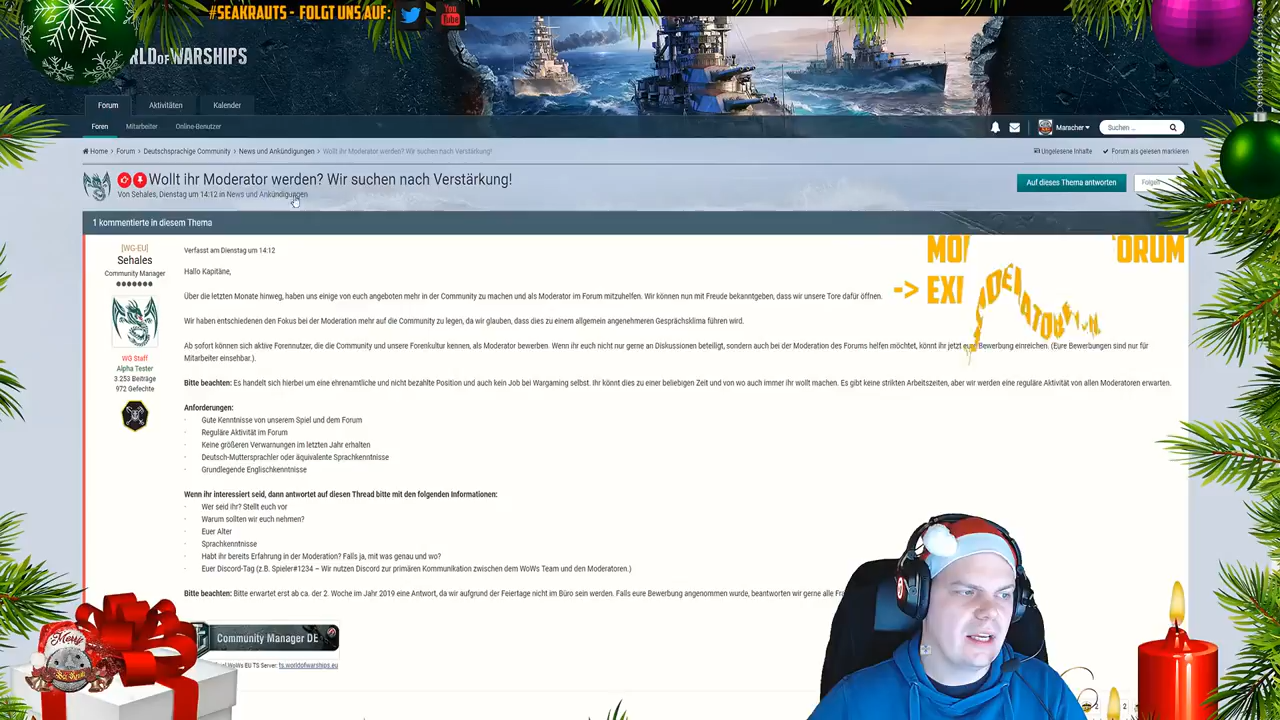 #SEAKRAUTS - FOLGT UNS AUF:
You
Tube
RLD OF WARSHIPS
Forum Aktivitäten Kalender
Foren Mitarbeiter Online-Benutzer
Maracher
Suchen ...
Home Forum Deutschsprachige Community News und Ankündigungen Wollt ihr Moderator werden? Wir suchen nach Verstärkung!
Ungelesene Inhalte Forum als gelesen markieren
Wollt ihr Moderator werden? Wir suchen nach Verstärkung!
Von Sehales, Dienstag um 14:12 in News und Ankündigungen
Auf dieses Thema antworten
Folgen
1 kommentierte in diesem Thema
[WG-EU]
Sehales
Community Manager
WG Staff
Alpha Tester
3.253 Beiträge
972 Gefechte
Verfasst am Dienstag um 14:12
Hallo Kapitäne,
Über die letzten Monate hinweg, haben uns einige von euch angeboten mehr in der Community zu machen und als Moderator im Forum mitzuhelfen. Wir können nun mit Freude bekanntgeben, dass wir unsere Tore dafür öffnen.
Wir haben entschiedenen den Fokus bei der Moderation mehr auf die Community zu legen, da wir glauben, dass dies zu einem allgemein angenehmeren Gesprächsklima führen wird.
Ab sofort können sich aktive Forennutzer, die die Community und unsere Forenkultur kennen, als Moderator bewerben. Wenn ihr euch nicht nur gerne an Diskussionen beteiligt, sondern auch bei der Moderation des Forums helfen möchtet, könnt ihr jetzt eure Bewerbung einreichen. (Eure Bewerbungen sind nur für
Mitarbeiter einsehbar.).
Bitte beachten: Es handelt sich hierbei um eine ehrenamtliche und nicht bezahlte Position und auch kein Job bei Wargaming selbst. Ihr könnt dies zu einer beliebigen Zeit und von wo auch immer ihr wollt machen. Es gibt keine strikten Arbeitszeiten, aber wir werden eine reguläre Aktivität von allen Moderatoren erwarten.
Anforderungen:
· Gute Kenntnisse von unserem Spiel und dem Forum
· Reguläre Aktivität im Forum
· Keine größeren Verwarnungen im letzten Jahr erhalten
· Deutsch-Muttersprachler oder äquivalente Sprachkenntnisse
· Grundlegende Englischkenntnisse
Wenn ihr interessiert seid, dann antwortet auf diesen Thread bitte mit den folgenden Informationen:
· Wer seid ihr? Stellt euch vor
· Warum sollten wir euch nehmen?
· Euer Alter
· Sprachkenntnisse
· Habt ihr bereits Erfahrung in der Moderation? Falls ja, mit was genau und wo?
· Euer Discord-Tag (z.B. Spieler#1234 – Wir nutzen Discord zur primären Kommunikation zwischen dem WoWs Team und den Moderatoren.)
Bitte beachten: Bitte erwartet erst ab ca. der 2. Woche im Jahr 2019 eine Antwort, da wir aufgrund der Feiertage nicht im Büro sein werden. Falls eure Bewerbung angenommen wurde, beantworten wir gerne alle
Community Manager DE
WoWs EU TS Server: ts.worldofwarships.eu
-> EX
Merry